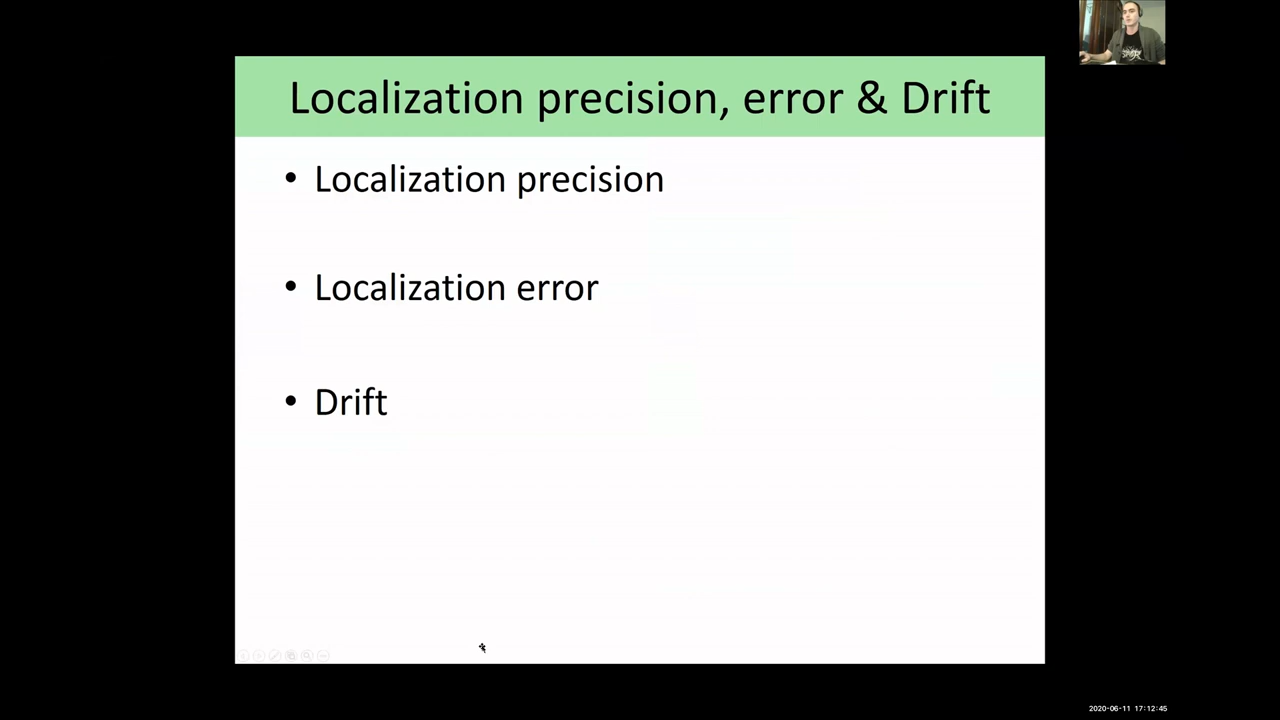 Localization precision, error & Drift
• Localization precision
• Localization error
• Drift
2020-06-11 17:12:45